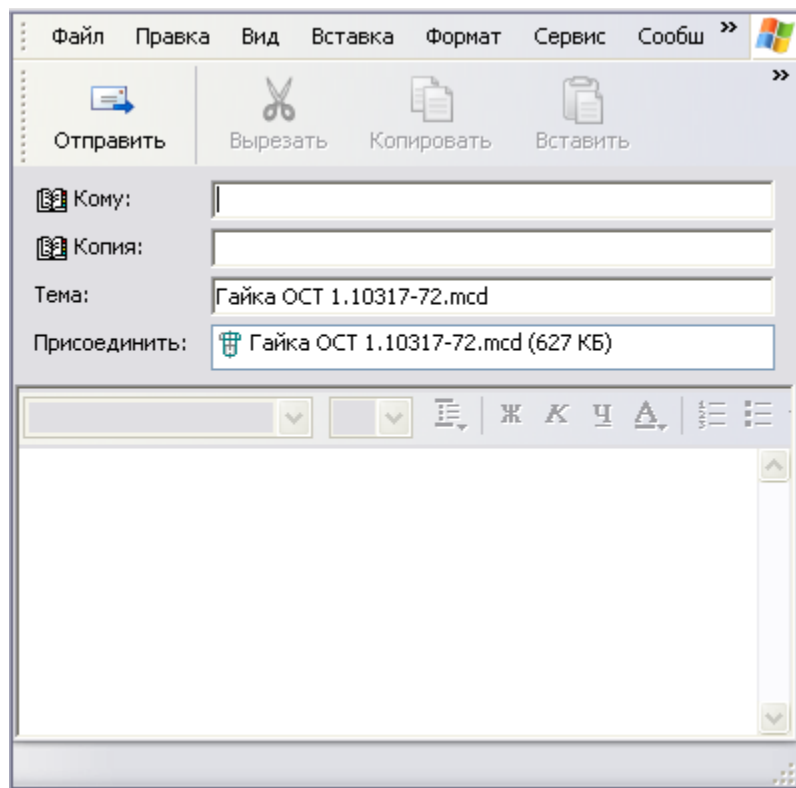 Файл Правка Вид Вставка Формат Сервис Сообщ »
»
Отправить Вырезать Копировать Вставить
Кому:
Копия:
Тема: Гайка ОСТ 1.10317-72.mcd
Присоединить: Гайка ОСТ 1.10317-72.mcd (627 КБ)
Ж К Ч А